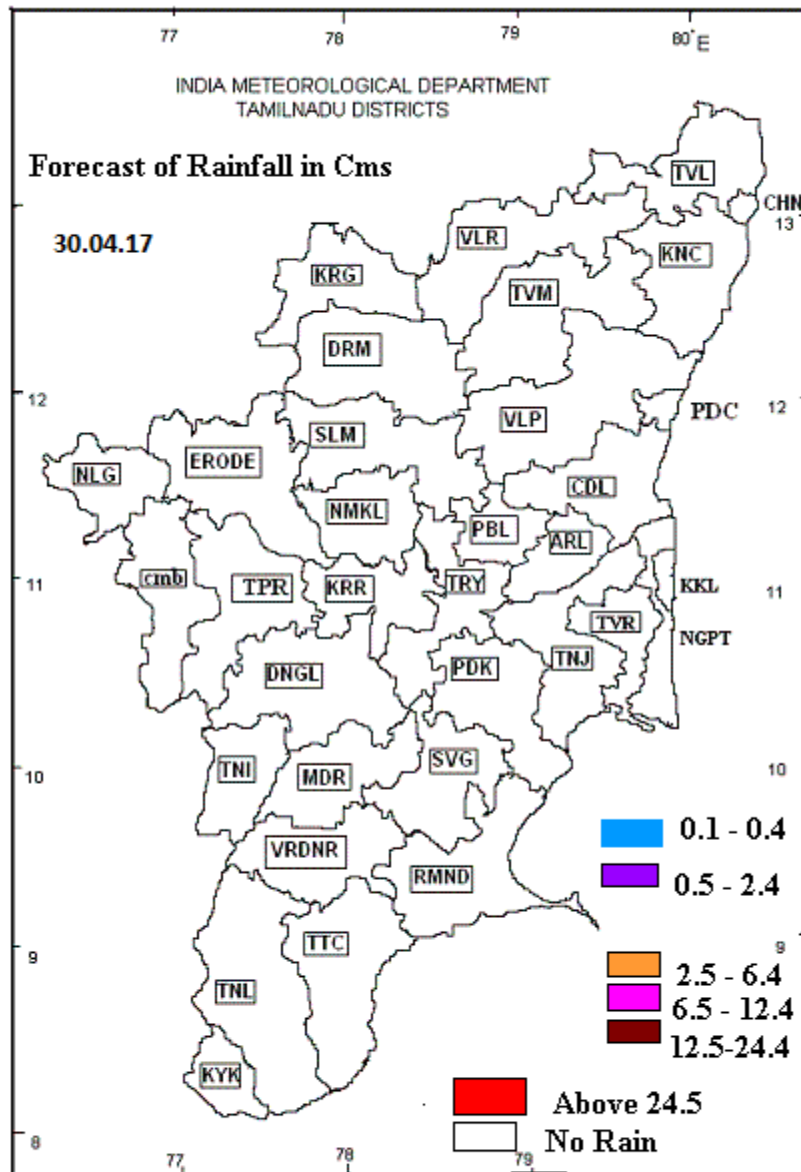 77 78 79 80°E
INDIA METEOROLOGICAL DEPARTMENT
TAMILNADU DISTRICTS
Forecast of Rainfall in Cms
TVL
CHN
13
30.04.17
VLR
KNC
KRG
TVM
DRM
12
PDC
12
VLP
SLM
ERODE
NLG
CDL
NMKL
PBL
ARL
11
cmb
TPR
KRR
TRY
KKL
11
TVR
NGPT
DNGL
PDK
TNJ
10
TNI
MDR
SVG
10
0.1 - 0.4
VRDNR
RMND
0.5 - 2.4
9
TTC
9
2.5 - 6.4
TNL
6.5 - 12.4
12.5-24.4
KYK
Above 24.5
8
No Rain
77 78 79